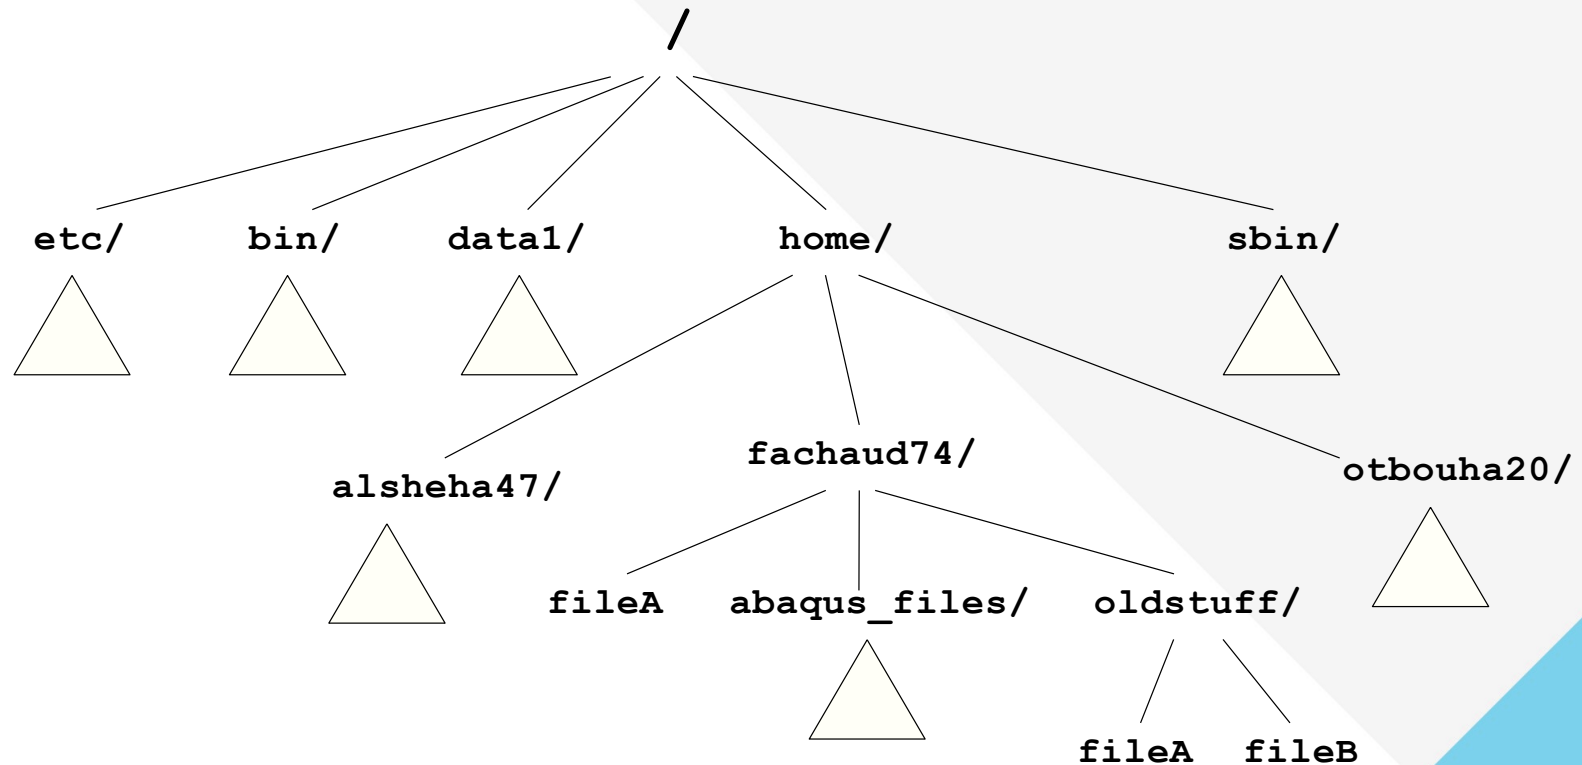 /
etc/ bin/ data1/ home/ sbin/
fachaud74/
otbouha20/
alsheha47/
fileA abaqus_files/ oldstuff/
fileA fileB